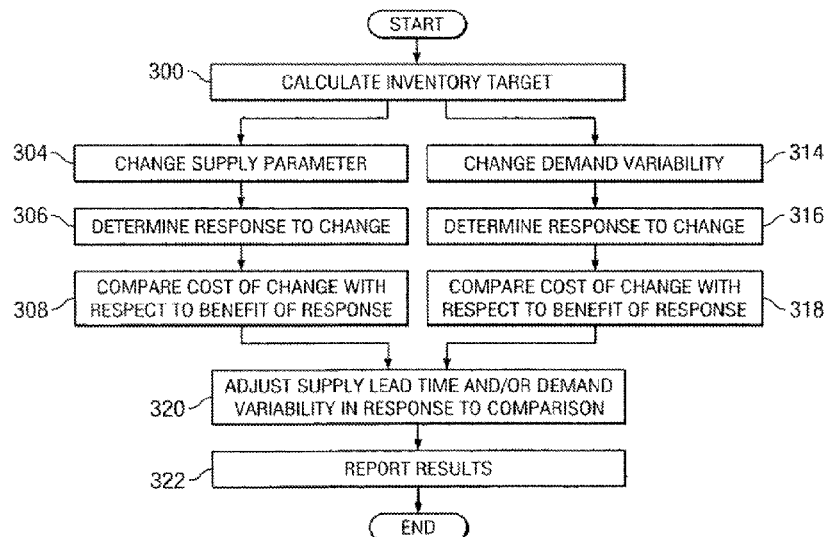 START
300
CALCULATE INVENTORY TARGET
304
CHANGE SUPPLY PARAMETER
CHANGE DEMAND VARIABILITY
314
306
DETERMINE RESPONSE TO CHANGE
DETERMINE RESPONSE TO CHANGE
316
308
COMPARE COST OF CHANGE WITH
RESPECT TO BENEFIT OF RESPONSE
COMPARE COST OF CHANGE WITH
RESPECT TO BENEFIT OF RESPONSE
318
320
ADJUST SUPPLY LEAD TIME AND/OR DEMAND
VARIABILITY IN RESPONSE TO COMPARISON
322
REPORT RESULTS
END